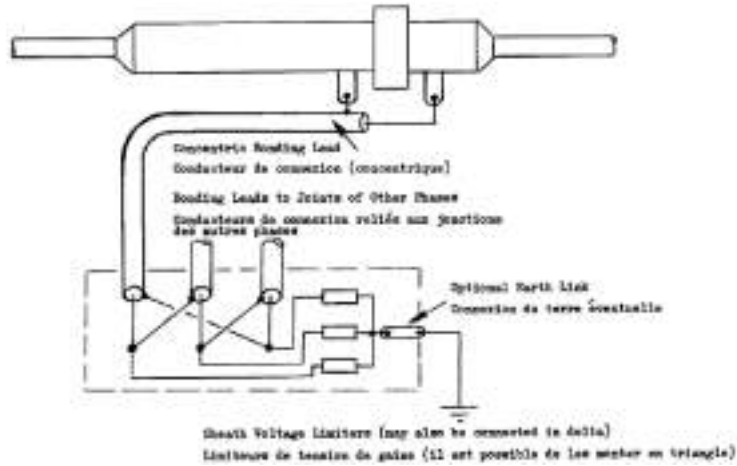 Concentric Bonding Lead
Conducteur de connexion (concentrique)
Bonding Leads to Joints of Other Phases
Conducteurs de connexion reliés aux jonctions
des autres phases
Optional Earth Link
Connexion de terre éventuelle
Sheath Voltage Limiters (may also be connected in delta)
Limiteurs de tension de gaine (il est possible de les monter en triangle)